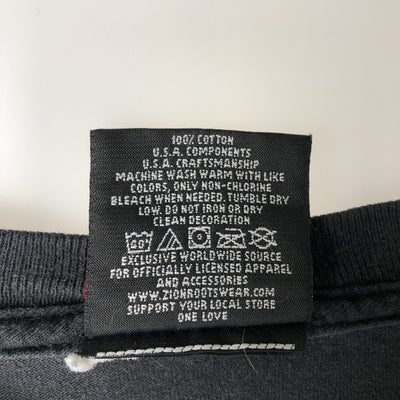 100% COTTON
U.S.A. COMPONENTS
U.S.A. CRAFTSMANSHIP
MACHINE WASH WARM WITH LIKE
COLORS, ONLY NON-CHLORINE
BLEACH WHEN NEEDED. TUMBLE DRY
LOW. DO NOT IRON OR DRY
CLEAN DECORATION
EXCLUSIVE WORLDWIDE SOURCE
FOR OFFICIALLY LICENSED APPAREL
AND ACCESSORIES
WWW.ZIONROOTSWEAR.COM
SUPPORT YOUR LOCAL STORE
ONE LOVE